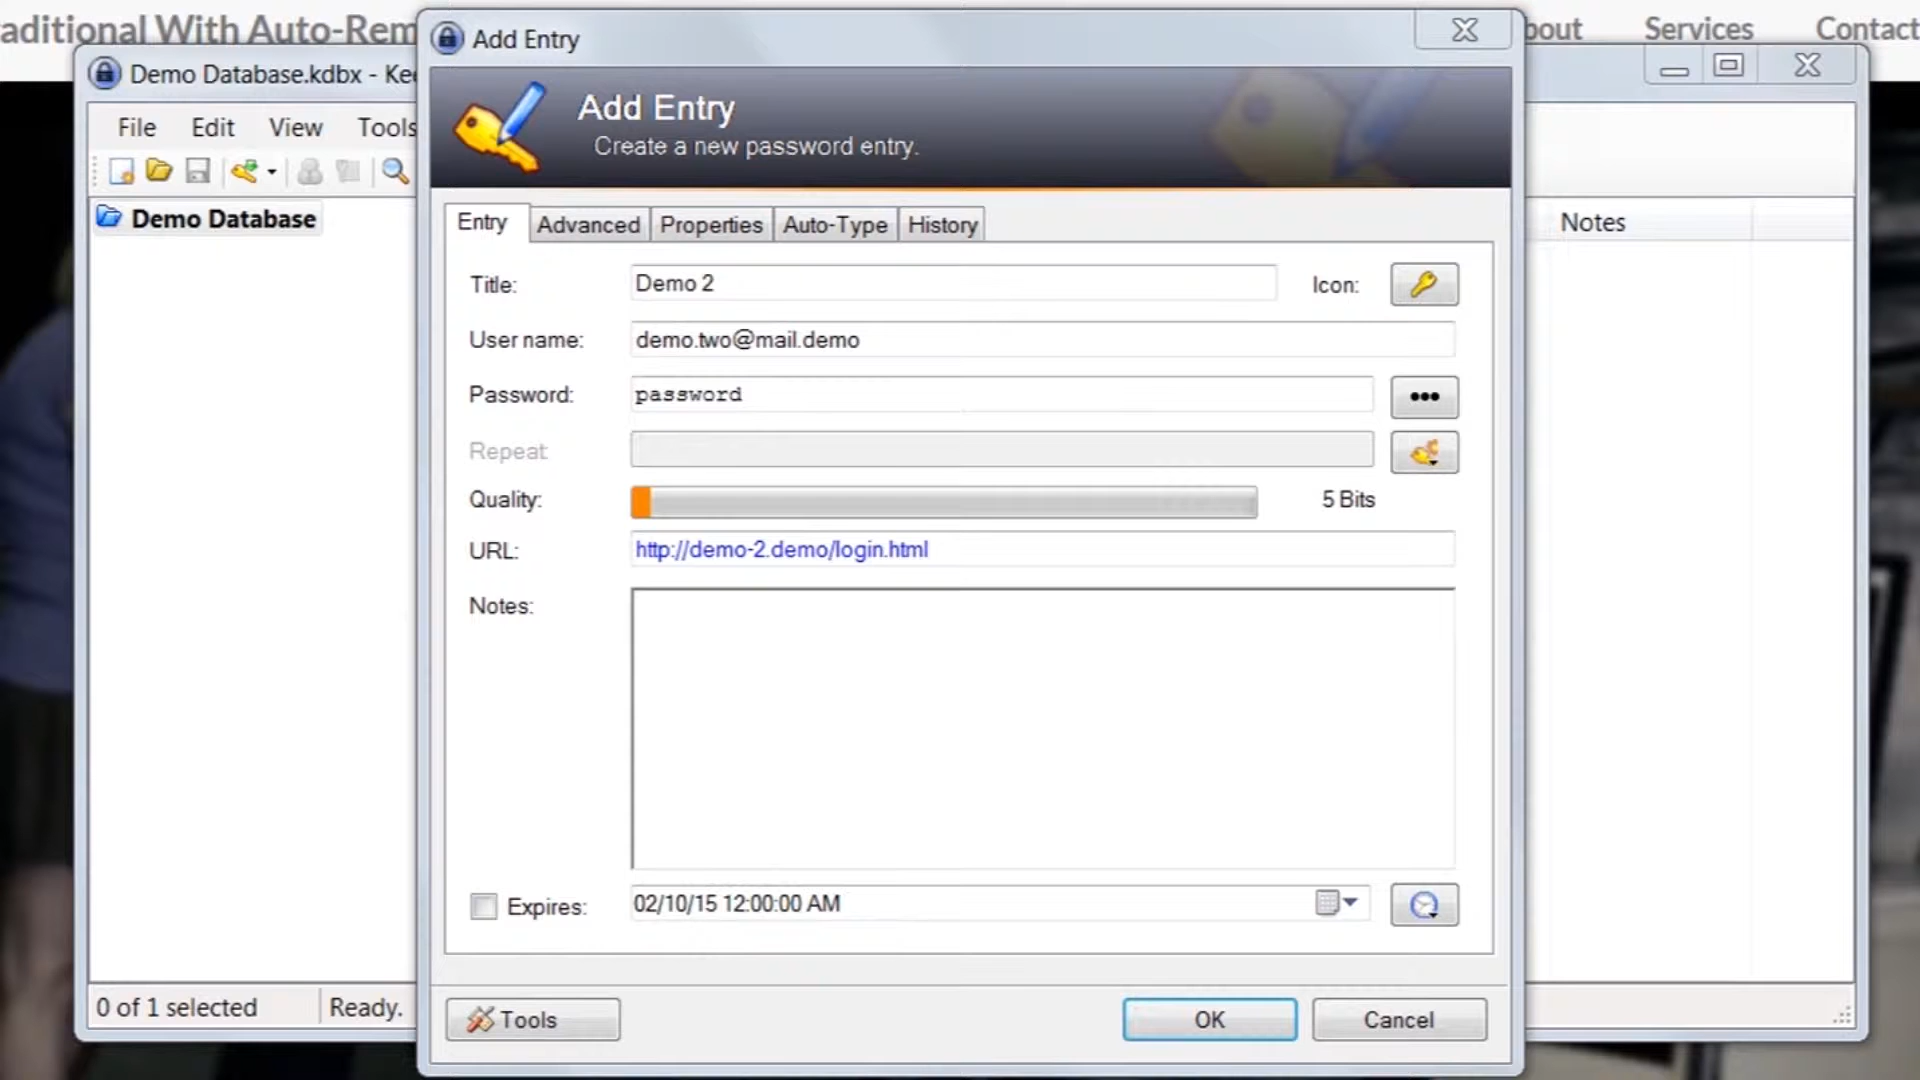 aditional With Auto-Rem
bout Services Contact
Add Entry
Demo Database.kdbx - Ke
File Edit View Tools
Add Entry
Create a new password entry.
Demo Database
Entry Advanced Properties Auto-Type History
Notes
Title: Demo 2 Icon:
User name: demo.two@mail.demo
Password: password
Repeat:
Quality: 5 Bits
URL: http://demo-2.demo/login.html
Notes:
Expires: 02/10/15 12:00:00 AM
0 of 1 selected Ready.
Tools OK Cancel